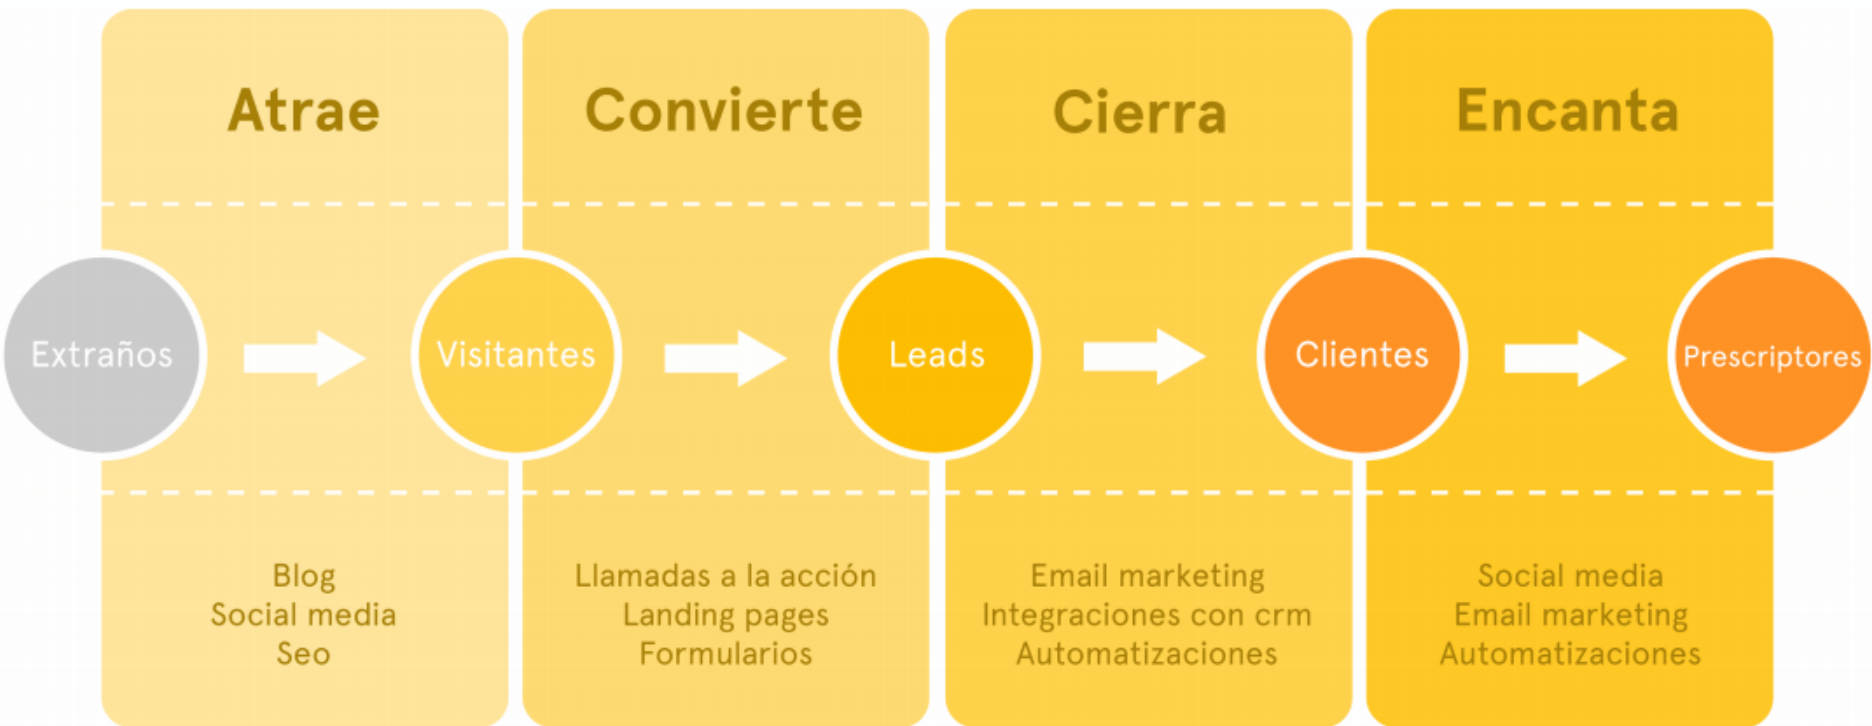 Atrae
Convierte
Cierra
Encanta
Extraños
Visitantes
Leads
Clientes
Prescriptores
Blog
Social media
Seo
Llamadas a la acción
Landing pages
Formularios
Email marketing
Integraciones con crm
Automatizaciones
Social media
Email marketing
Automatizaciones